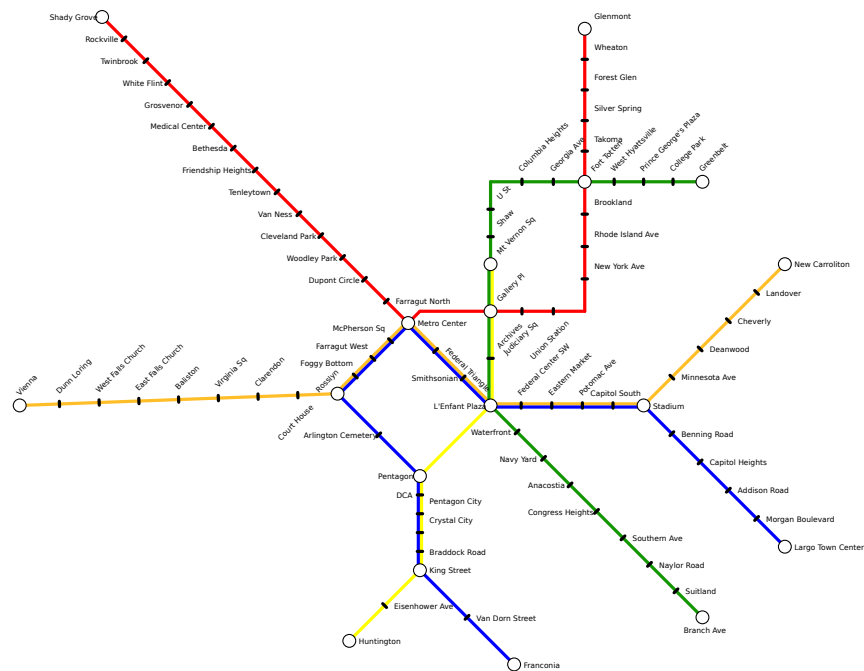 Shady Grove
Glenmont
Rockville
Wheaton
Twinbrook
Forest Glen
White Flint
Grosvenor
Silver Spring
Medical Center
Takoma
Bethesda
Columbia Heights
Georgia Ave
Fort Totten
West Hyattsville
Prince George's Plaza
College Park
Greenbelt
Friendship Heights
Tenleytown
U St
Brookland
Van Ness
Shaw
Cleveland Park
Mt Vernon Sq
Rhode Island Ave
Woodley Park
New York Ave
New Carroliton
Dupont Circle
Gallery Pl
Landover
Farragut North
Metro Center
Cheverly
McPherson Sq
Archives
Judiciary Sq
Union Station
Farragut West
Deanwood
Foggy Bottom
Federal Triangle
Smithsonian
Federal Center SW
Eastern Market
Potomac Ave
Capitol South
Minnesota Ave
Vienna
Dunn Loring
West Falls Church
East Falls Church
Ballston
Virginia Sq
Clarendon
Rosslyn
Court House
L'Enfant Plaza
Stadium
Arlington Cemetery
Waterfront
Benning Road
Navy Yard
Capitol Heights
Pentagon
Anacostia
Addison Road
DCA
Pentagon City
Congress Heights
Crystal City
Morgan Boulevard
Southern Ave
Largo Town Center
Braddock Road
King Street
Naylor Road
Suitland
Eisenhower Ave
Van Dorn Street
Branch Ave
Huntington
Franconia